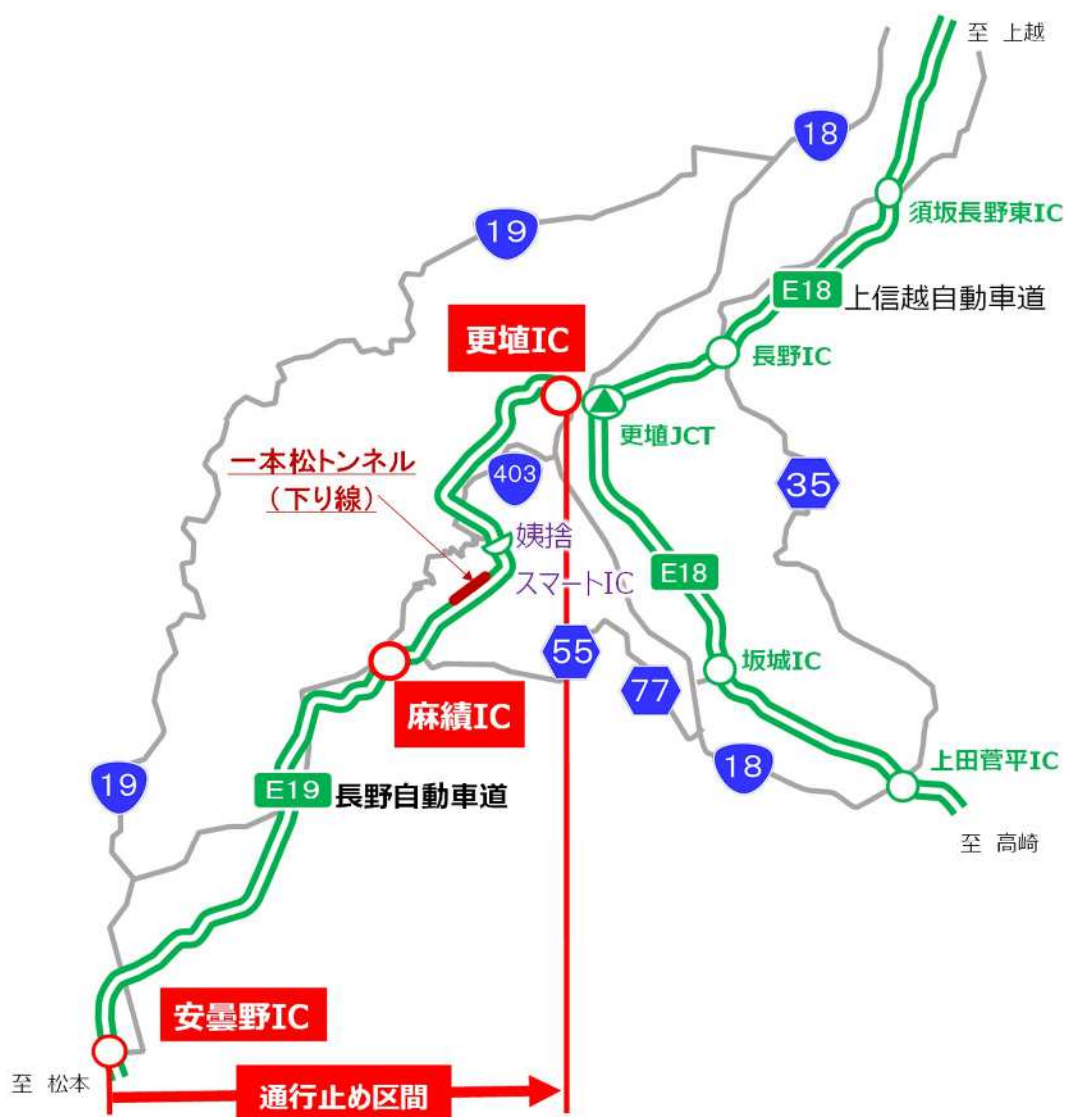 至 上越
18
19
須坂長野東IC
E18
上信越自動車道
更埴IC
長野IC
更埴JCT
一本松トンネル
(下り線)
403
35
姨捨
スマートIC
E18
55
坂城IC
77
麻績IC
18
上田菅平IC
19
E19
長野自動車道
至 高崎
安曇野IC
至 松本
通行止め区間